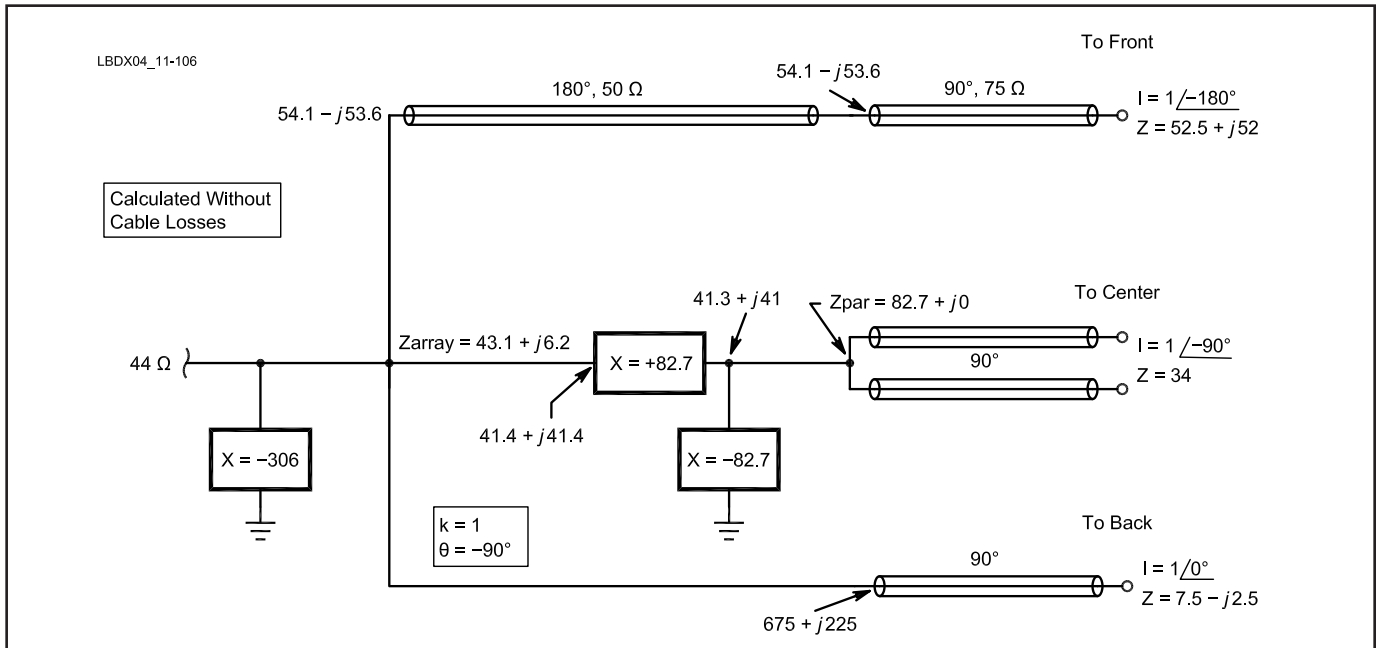 LBDX04_11-106
To Front
180°, 50 Ω
54.1 − j53.6
90°, 75 Ω
54.1 − j53.6
I = 1/−180°
Z = 52.5 + j52
Calculated Without
Cable Losses
To Center
41.3 + j41
Zpar = 82.7 + j0
44 Ω
Zarray = 43.1 + j6.2
X = +82.7
90°
I = 1/−90°
Z = 34
41.4 + j41.4
X = −306
X = −82.7
k = 1
θ = −90°
To Back
90°
I = 1/0°
Z = 7.5 − j2.5
675 + j225